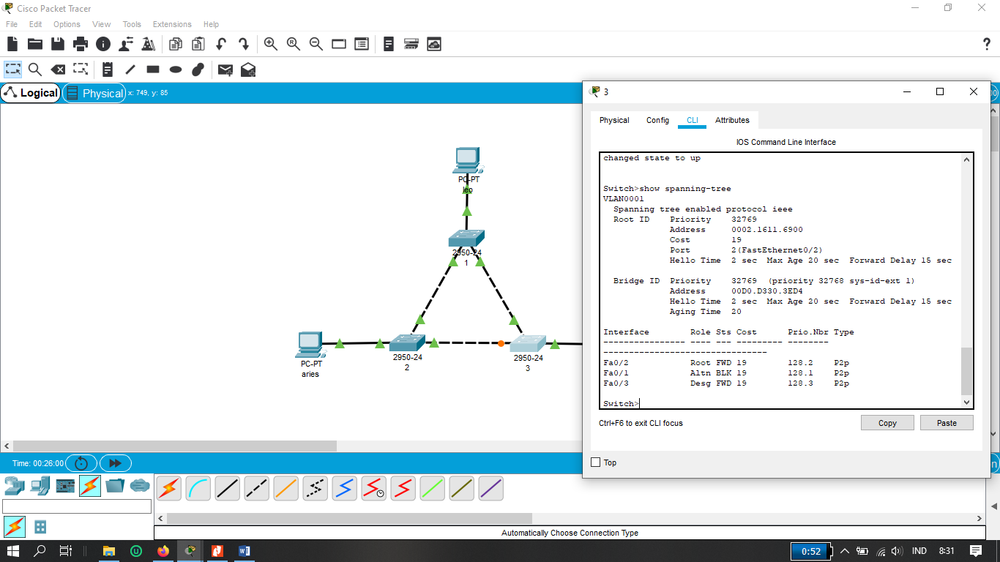 Cisco Packet Tracer
File Edit Options View Tools Extensions Help
?
Logical Physical x: 749, y: 85
PC-PT
leo
2950-24
1
PC-PT
aries
2950-24
2
2950-24
3
3
Physical Config CLI Attributes
IOS Command Line Interface
changed state to up
Switch>show spanning-tree
VLAN0001
Spanning tree enabled protocol ieee
Root ID Priority 32769
Address 0002.1611.6900
Cost 19
Port 2(FastEthernet0/2)
Hello Time 2 sec Max Age 20 sec Forward Delay 15 sec
Bridge ID Priority 32769 (priority 32768 sys-id-ext 1)
Address 00D0.D330.3ED4
Hello Time 2 sec Max Age 20 sec Forward Delay 15 sec
Aging Time 20
Interface Role Sts Cost Prio.Nbr Type
---------------- ---- --- --------- -------- 
--------------------------------
Fa0/2 Root FWD 19 128.2 P2p
Fa0/1 Altn BLK 19 128.1 P2p
Fa0/3 Desg FWD 19 128.3 P2p
Switch>
Ctrl+F6 to exit CLI focus
Copy Paste
Top
Time: 00:26:00
Automatically Choose Connection Type
0:52 IND 8:31